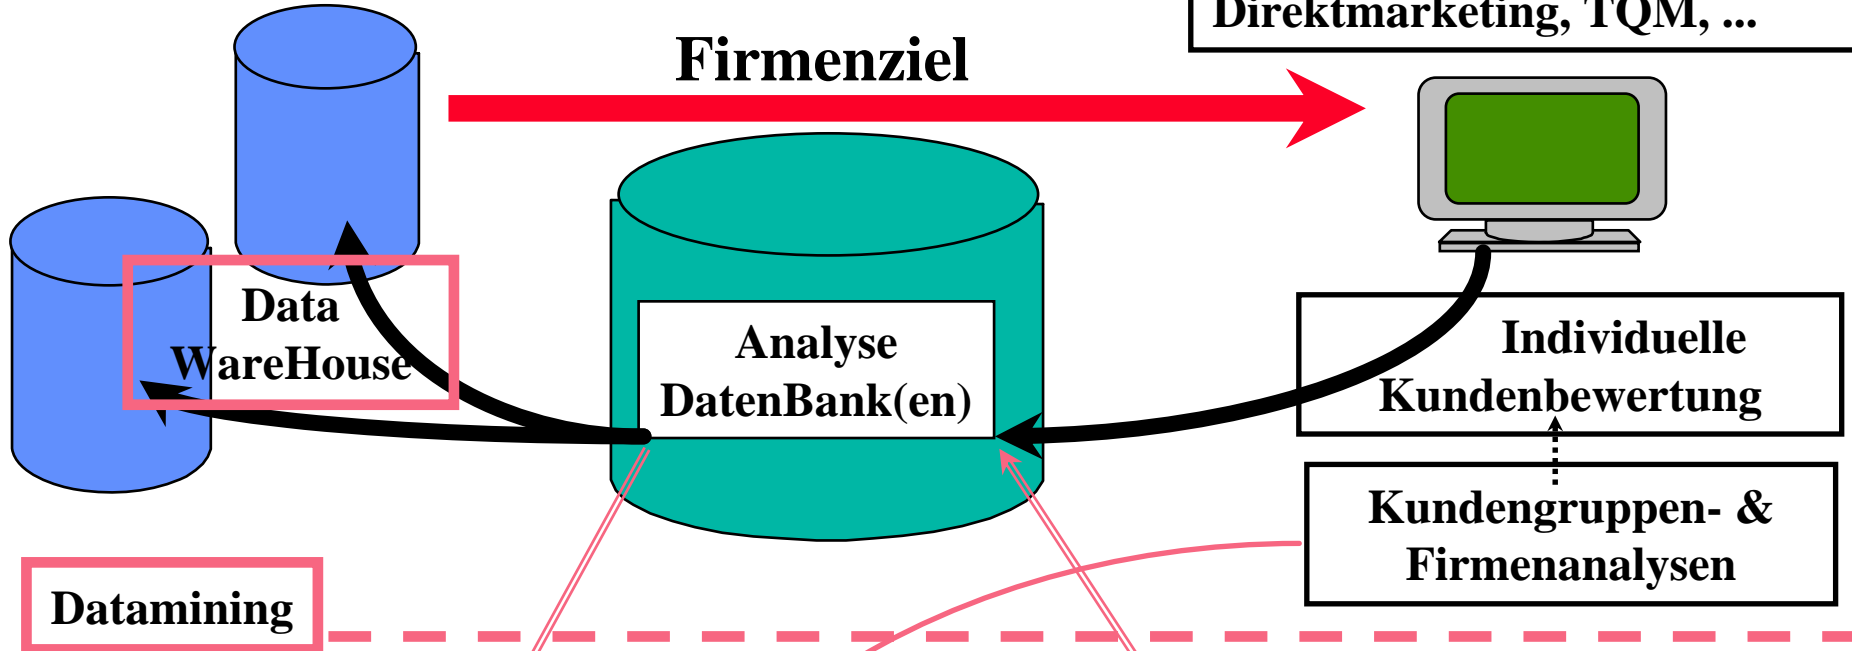 Direktmarketing, TQM, ...
Firmenziel
Data
WareHouse
Analyse
DatenBank(en)
Individuelle
Kundenbewertung
Kundengruppen- &
Firmenanalysen
Datamining